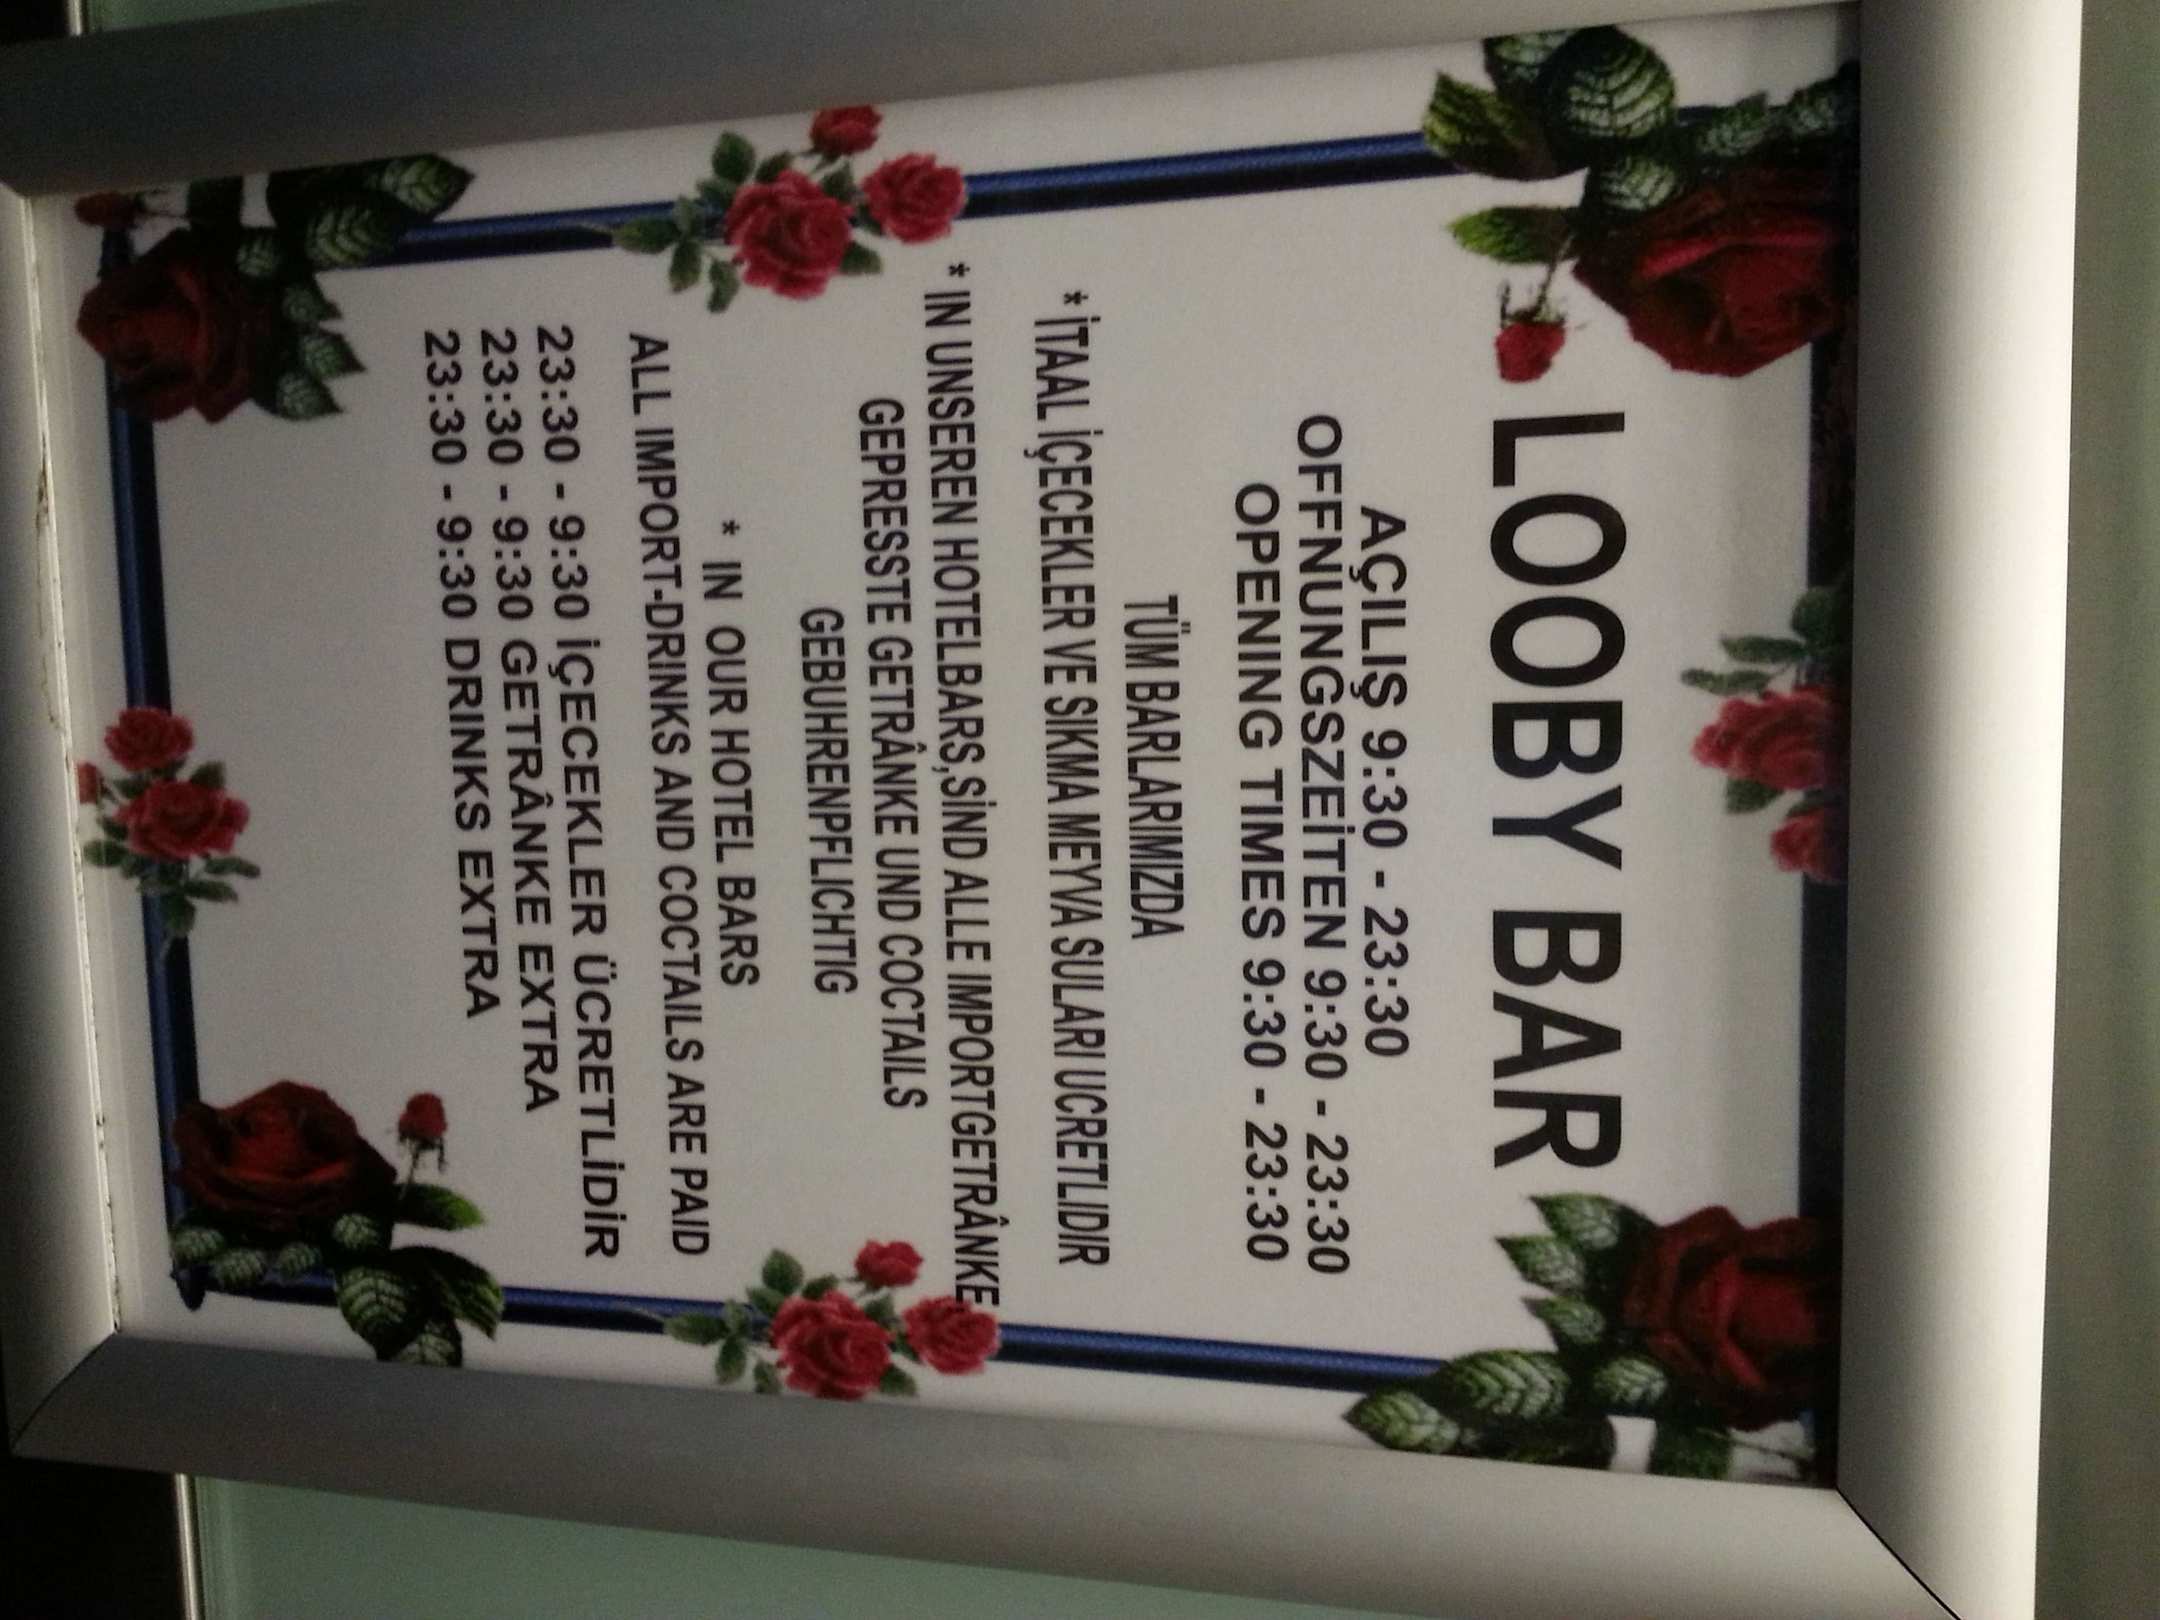 LOOBY BAR
AÇILIŞ 9:30 - 23:30
OFFNUNGSZEİTEN 9:30 - 23:30
OPENING TIMES 9:30 - 23:30
TÜM BARLARIMIZDA
* İTAAL İÇECEKLER VE SIKMA MEYVA SULARI UCRETLIDIR
* IN UNSEREN HOTELBARS,SİND ALLE IMPORTGETRÂNKE,
GEPRESSTE GETRÂNKE UND COCTAILS
GEBUHRENPFLICHTIG
* IN OUR HOTEL BARS
ALL IMPORT-DRINKS AND COCTAILS ARE PAID
23:30 - 9:30 İÇECEKLER ÜCRETLİDİR
23:30 - 9:30 GETRÂNKE EXTRA
23:30 - 9:30 DRINKS EXTRA